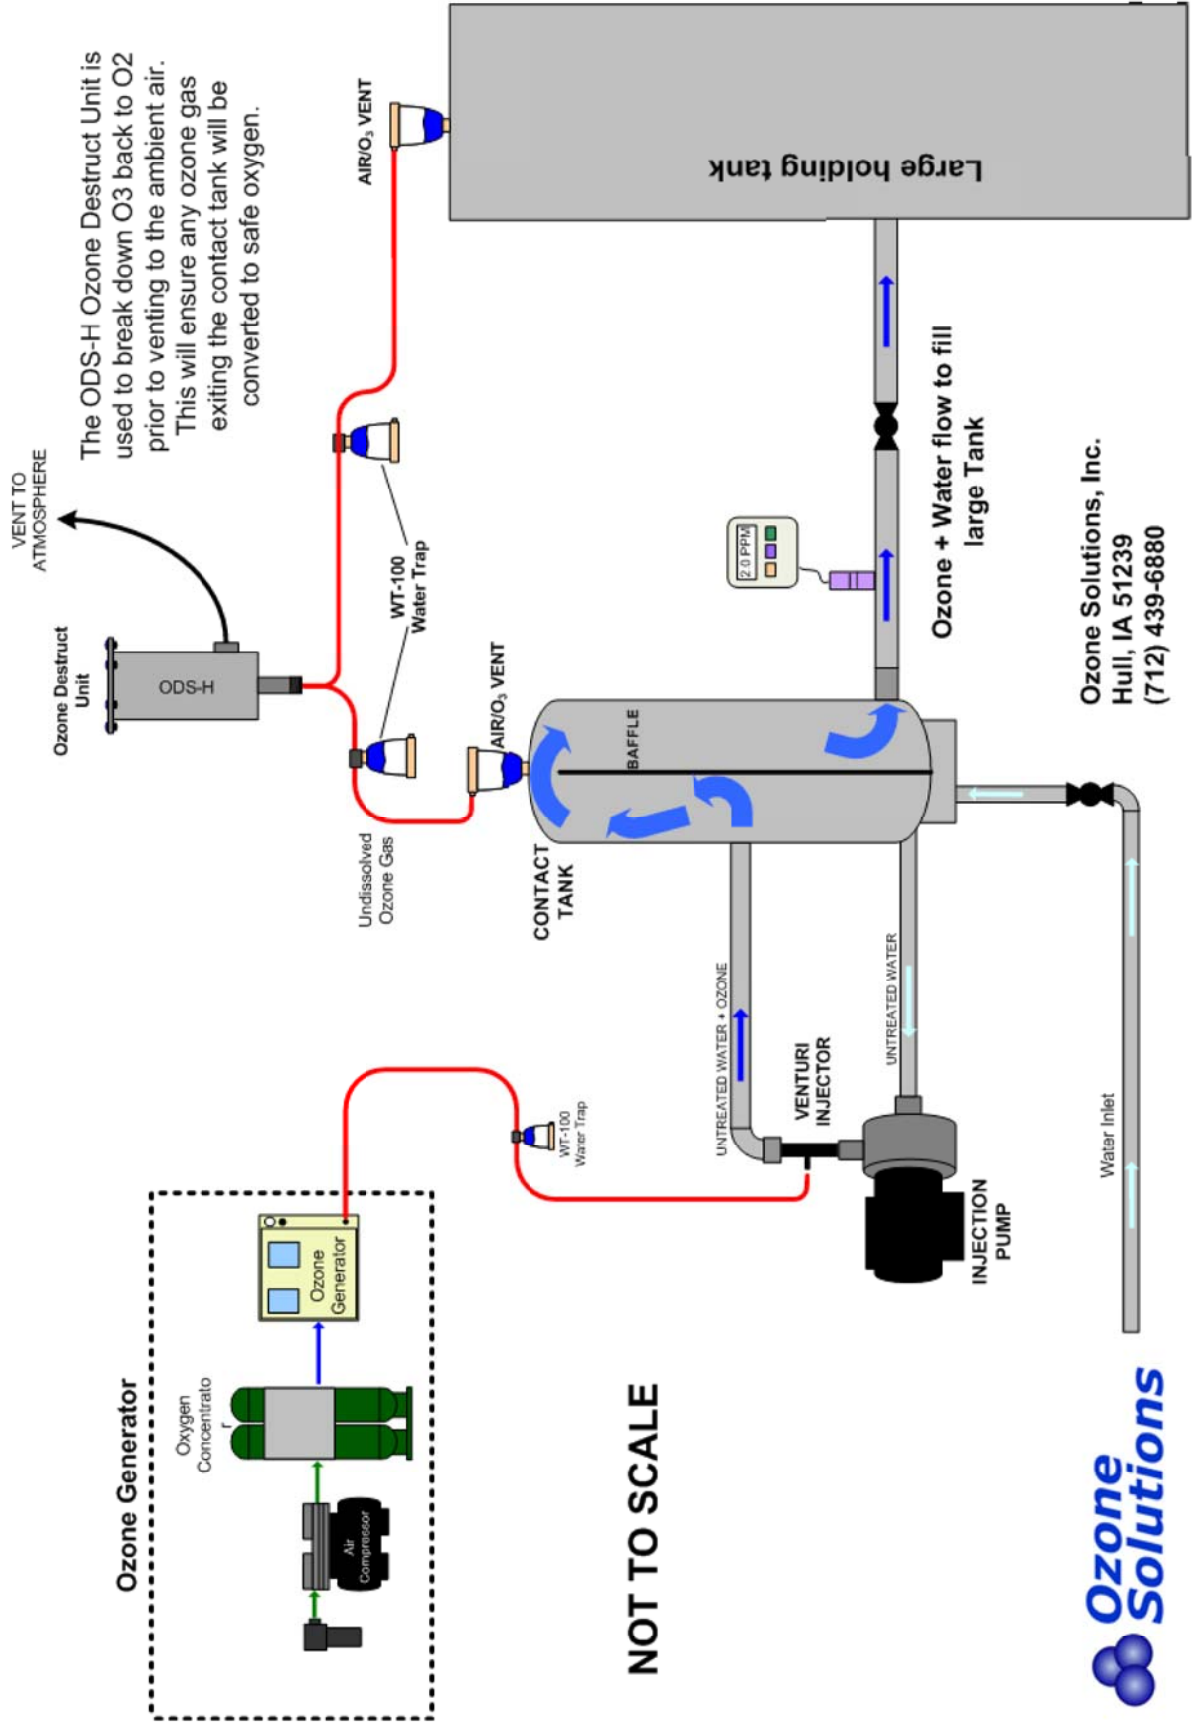 Ozone Generator
Oxygen
Concentrato
r
Air
Compressor
Ozone
Generator
WT-100
Water Trap
Undissolved
Ozone Gas
Ozone Destruct
Unit
ODS-H
VENT TO
ATMOSPHERE
The ODS-H Ozone Destruct Unit is
used to break down O3 back to O2
prior to venting to the ambient air.
This will ensure any ozone gas
exiting the contact tank will be
converted to safe oxygen.
WT-100
Water Trap
AIR/O₃ VENT
AIR/O₃ VENT
CONTACT
TANK
BAFFLE
Large holding tank
2.0 PPM
UNTREATED WATER + OZONE
VENTURI
INJECTOR
UNTREATED WATER
INJECTION
PUMP
Water Inlet
Ozone + Water flow to fill
large Tank
NOT TO SCALE
Ozone Solutions, Inc.
Hull, IA 51239
(712) 439-6880
Ozone
Solutions